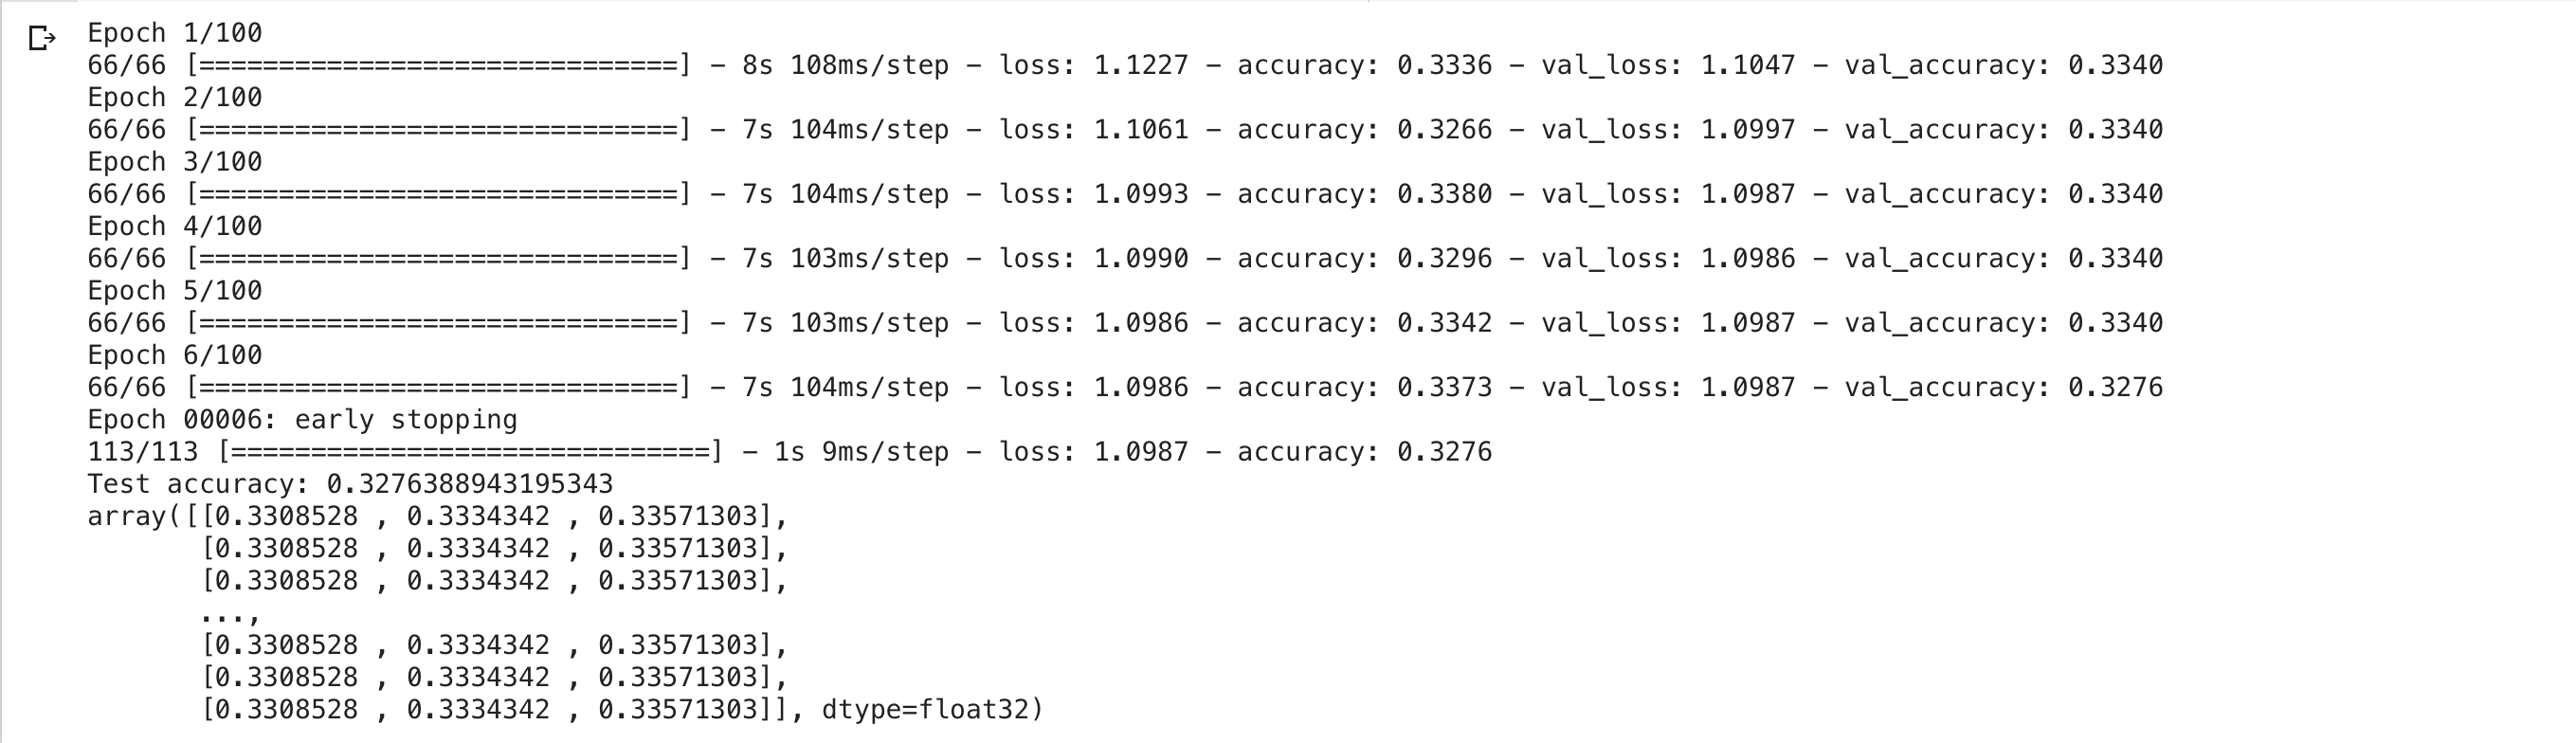 Epoch 1/100
66/66 [==============================] - 8s 108ms/step - loss: 1.1227 - accuracy: 0.3336 - val_loss: 1.1047 - val_accuracy: 0.3340
Epoch 2/100
66/66 [==============================] - 7s 104ms/step - loss: 1.1061 - accuracy: 0.3266 - val_loss: 1.0997 - val_accuracy: 0.3340
Epoch 3/100
66/66 [==============================] - 7s 104ms/step - loss: 1.0993 - accuracy: 0.3380 - val_loss: 1.0987 - val_accuracy: 0.3340
Epoch 4/100
66/66 [==============================] - 7s 103ms/step - loss: 1.0990 - accuracy: 0.3296 - val_loss: 1.0986 - val_accuracy: 0.3340
Epoch 5/100
66/66 [==============================] - 7s 103ms/step - loss: 1.0986 - accuracy: 0.3342 - val_loss: 1.0987 - val_accuracy: 0.3340
Epoch 6/100
66/66 [==============================] - 7s 104ms/step - loss: 1.0986 - accuracy: 0.3373 - val_loss: 1.0987 - val_accuracy: 0.3276
Epoch 00006: early stopping
113/113 [==============================] - 1s 9ms/step - loss: 1.0987 - accuracy: 0.3276
Test accuracy: 0.3276388943195343
array([[0.3308528 , 0.3334342 , 0.33571303],
       [0.3308528 , 0.3334342 , 0.33571303],
       [0.3308528 , 0.3334342 , 0.33571303],
       ...,
       [0.3308528 , 0.3334342 , 0.33571303],
       [0.3308528 , 0.3334342 , 0.33571303],
       [0.3308528 , 0.3334342 , 0.33571303]], dtype=float32)